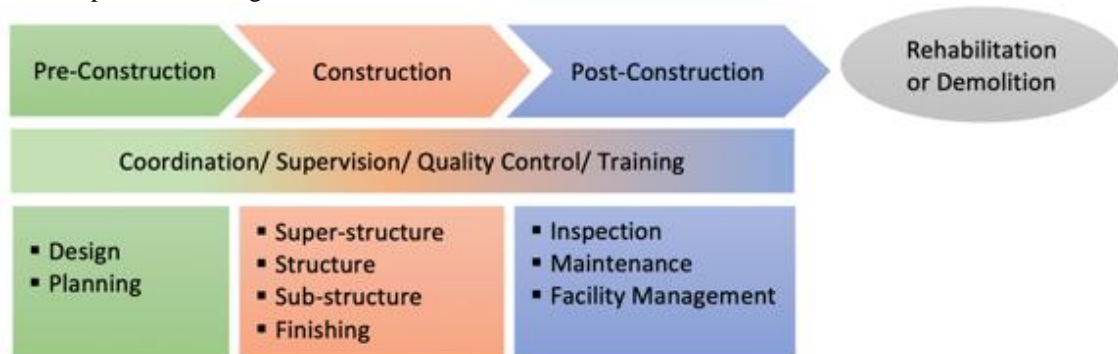 Pre-Construction
Construction
Post-Construction
Rehabilitation
or Demolition
Coordination/ Supervision/ Quality Control/ Training
▪ Design
▪ Planning
▪ Super-structure
▪ Structure
▪ Sub-structure
▪ Finishing
▪ Inspection
▪ Maintenance
▪ Facility Management